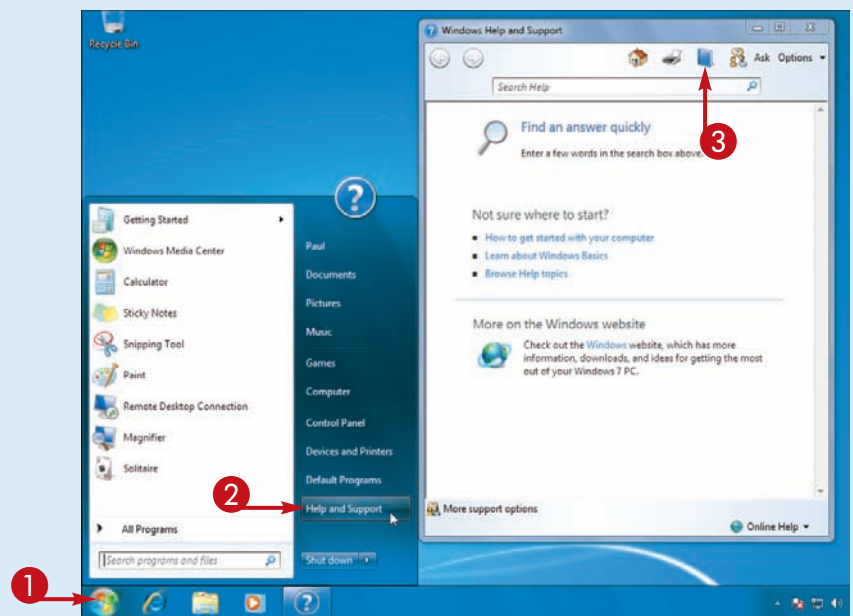 Recycle Bin
Windows Help and Support
Ask Options
Search Help
3
Find an answer quickly
Enter a few words in the search box above.
Not sure where to start?
How to get started with your computer
Learn about Windows Basics
Browse Help topics
More on the Windows website
Check out the Windows website, which has more
information, downloads, and ideas for getting the most
out of your Windows 7 PC.
More support options
Online Help
?
Getting Started
Windows Media Center
Calculator
Sticky Notes
Snipping Tool
Paint
Remote Desktop Connection
Magnifier
Solitaire
All Programs
Search programs and files
Paul
Documents
Pictures
Music
Games
Computer
Control Panel
Devices and Printers
Default Programs
2
Help and Support
Shut down
1
?